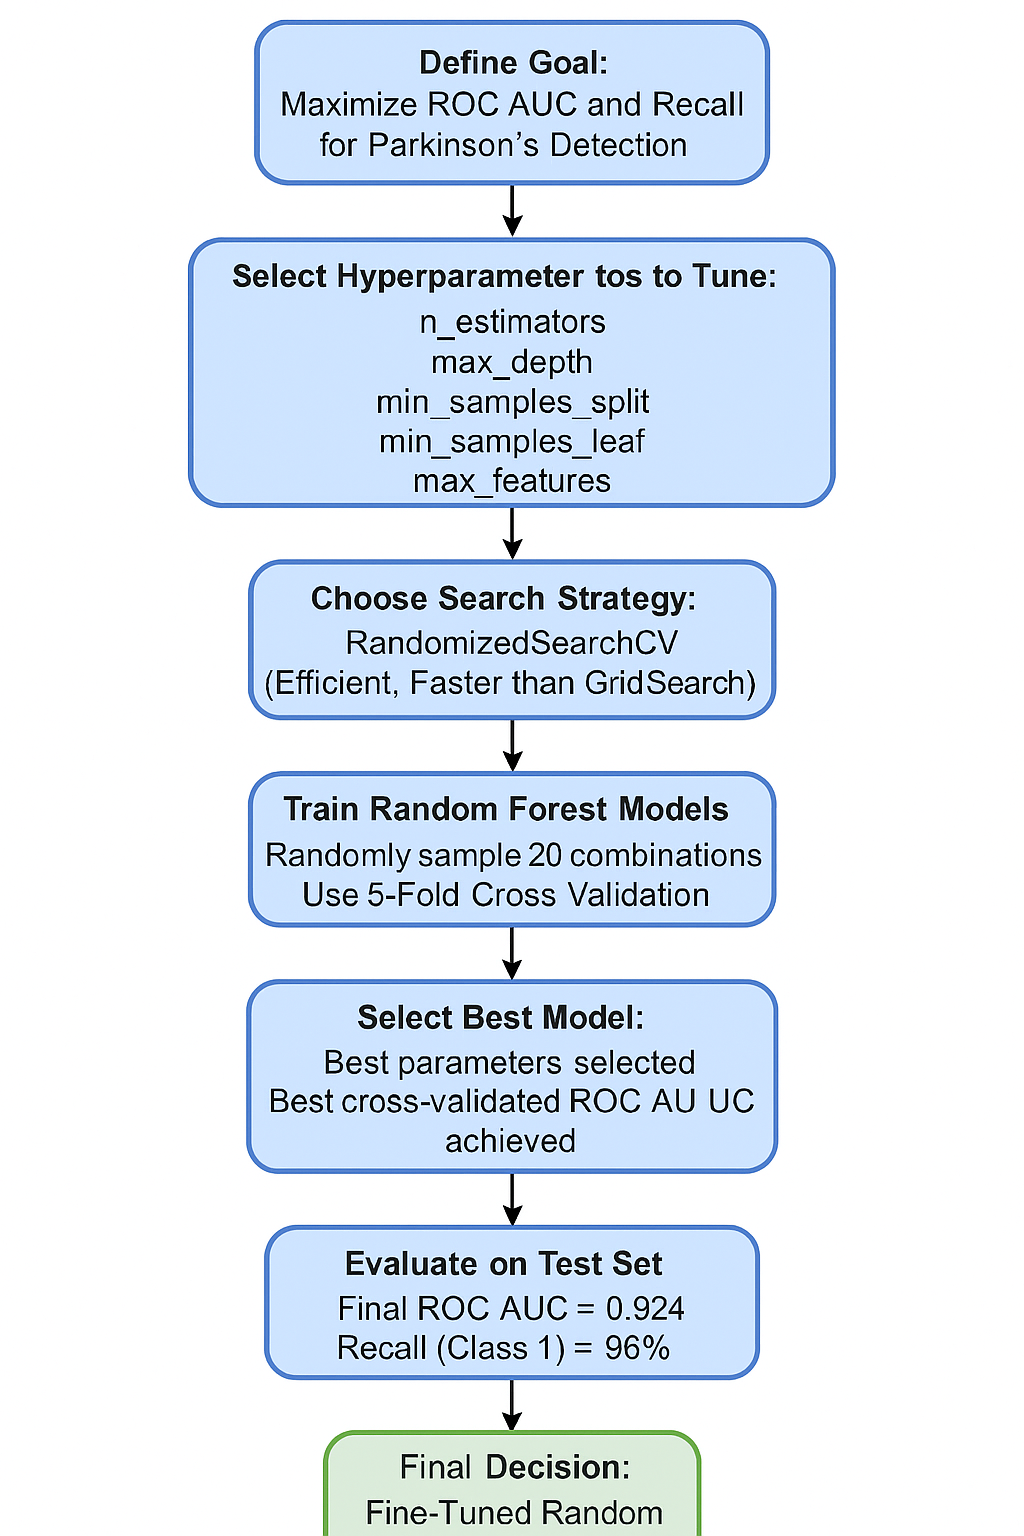 Define Goal:
Maximize ROC AUC and Recall
for Parkinson’s Detection
Select Hyperparameter tos to Tune:
n_estimators
max_depth
min_samples_split
min_samples_leaf
max_features
Choose Search Strategy:
RandomizedSearchCV
(Efficient, Faster than GridSearch)
Train Random Forest Models
Randomly sample 20 combinations
Use 5-Fold Cross Validation
Select Best Model:
Best parameters selected
Best cross-validated ROC AU UC
achieved
Evaluate on Test Set
Final ROC AUC = 0.924
Recall (Class 1) = 96%
Final Decision:
Fine-Tuned Random